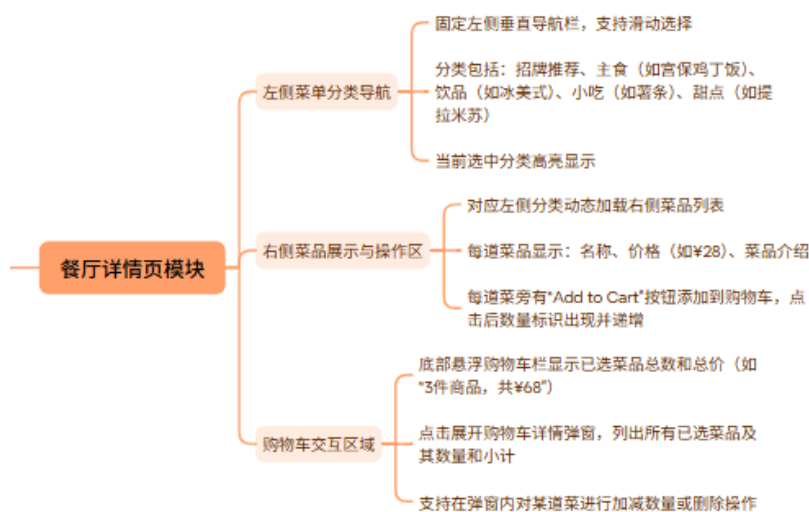 餐厅详情页模块
左侧菜单分类导航
固定左侧垂直导航栏，支持滑动选择
分类包括：招牌推荐、主食（如宫保鸡丁饭）、
饮品（如冰美式）、小吃（如薯条）、甜点（如提
拉米苏）
当前选中分类高亮显示
右侧菜品展示与操作区
对应左侧分类动态加载右侧菜品列表
每道菜品显示：名称、价格（如¥28）、菜品介绍
每道菜旁有“Add to Cart”按钮添加到购物车，点
击后数量标识出现并递增
购物车交互区域
底部悬浮购物车栏显示已选菜品总数和总价（如
“3件商品，共¥68”）
点击展开购物车详情弹窗，列出所有已选菜品及
其数量和小计
支持在弹窗内对某道菜进行加减数量或删除操作